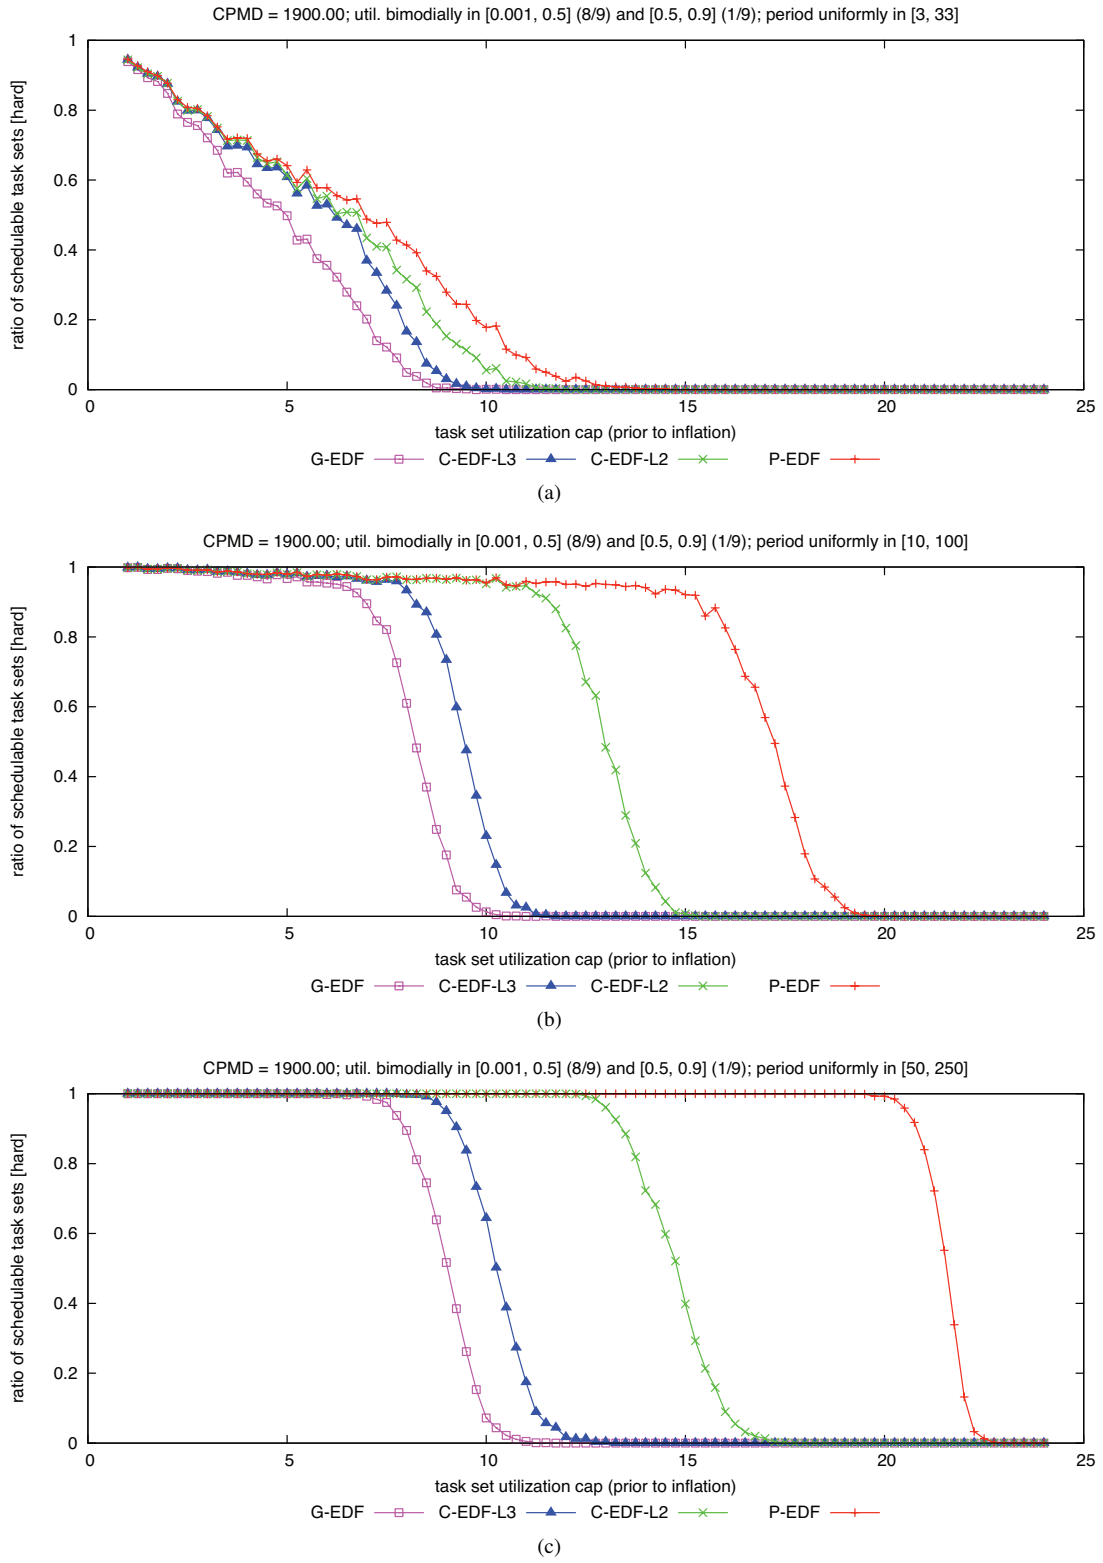 CPMD = 1900.00; util. bimodially in [0.001, 0.5] (8/9) and [0.5, 0.9] (1/9); period uniformly in [3, 33]
ratio of schedulable task sets [hard]
1
0.8
0.6
0.4
0.2
0
0 5 10 15 20 25
task set utilization cap (prior to inflation)
G-EDF C-EDF-L3 C-EDF-L2 P-EDF
(a)
CPMD = 1900.00; util. bimodially in [0.001, 0.5] (8/9) and [0.5, 0.9] (1/9); period uniformly in [10, 100]
ratio of schedulable task sets [hard]
1
0.8
0.6
0.4
0.2
0
0 5 10 15 20 25
task set utilization cap (prior to inflation)
G-EDF C-EDF-L3 C-EDF-L2 P-EDF
(b)
CPMD = 1900.00; util. bimodially in [0.001, 0.5] (8/9) and [0.5, 0.9] (1/9); period uniformly in [50, 250]
ratio of schedulable task sets [hard]
1
0.8
0.6
0.4
0.2
0
0 5 10 15 20 25
task set utilization cap (prior to inflation)
G-EDF C-EDF-L3 C-EDF-L2 P-EDF
(c)